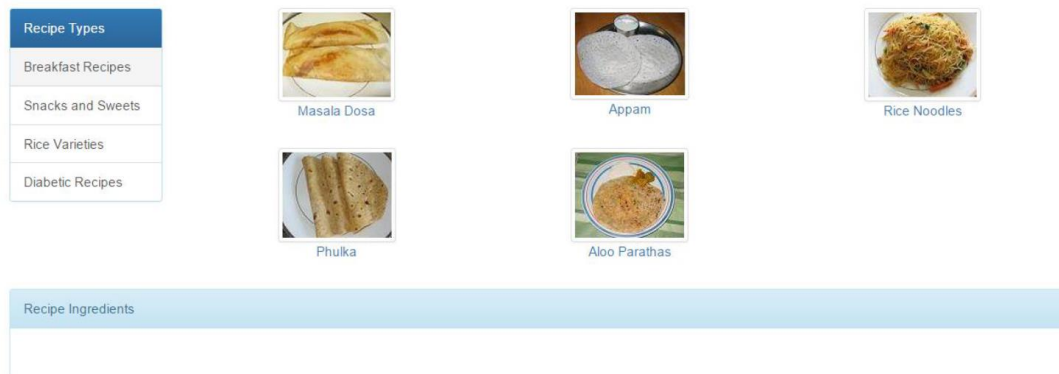 Recipe Types
Breakfast Recipes
Snacks and Sweets
Rice Varieties
Diabetic Recipes
Masala Dosa
Appam
Rice Noodles
Phulka
Aloo Parathas
Recipe Ingredients